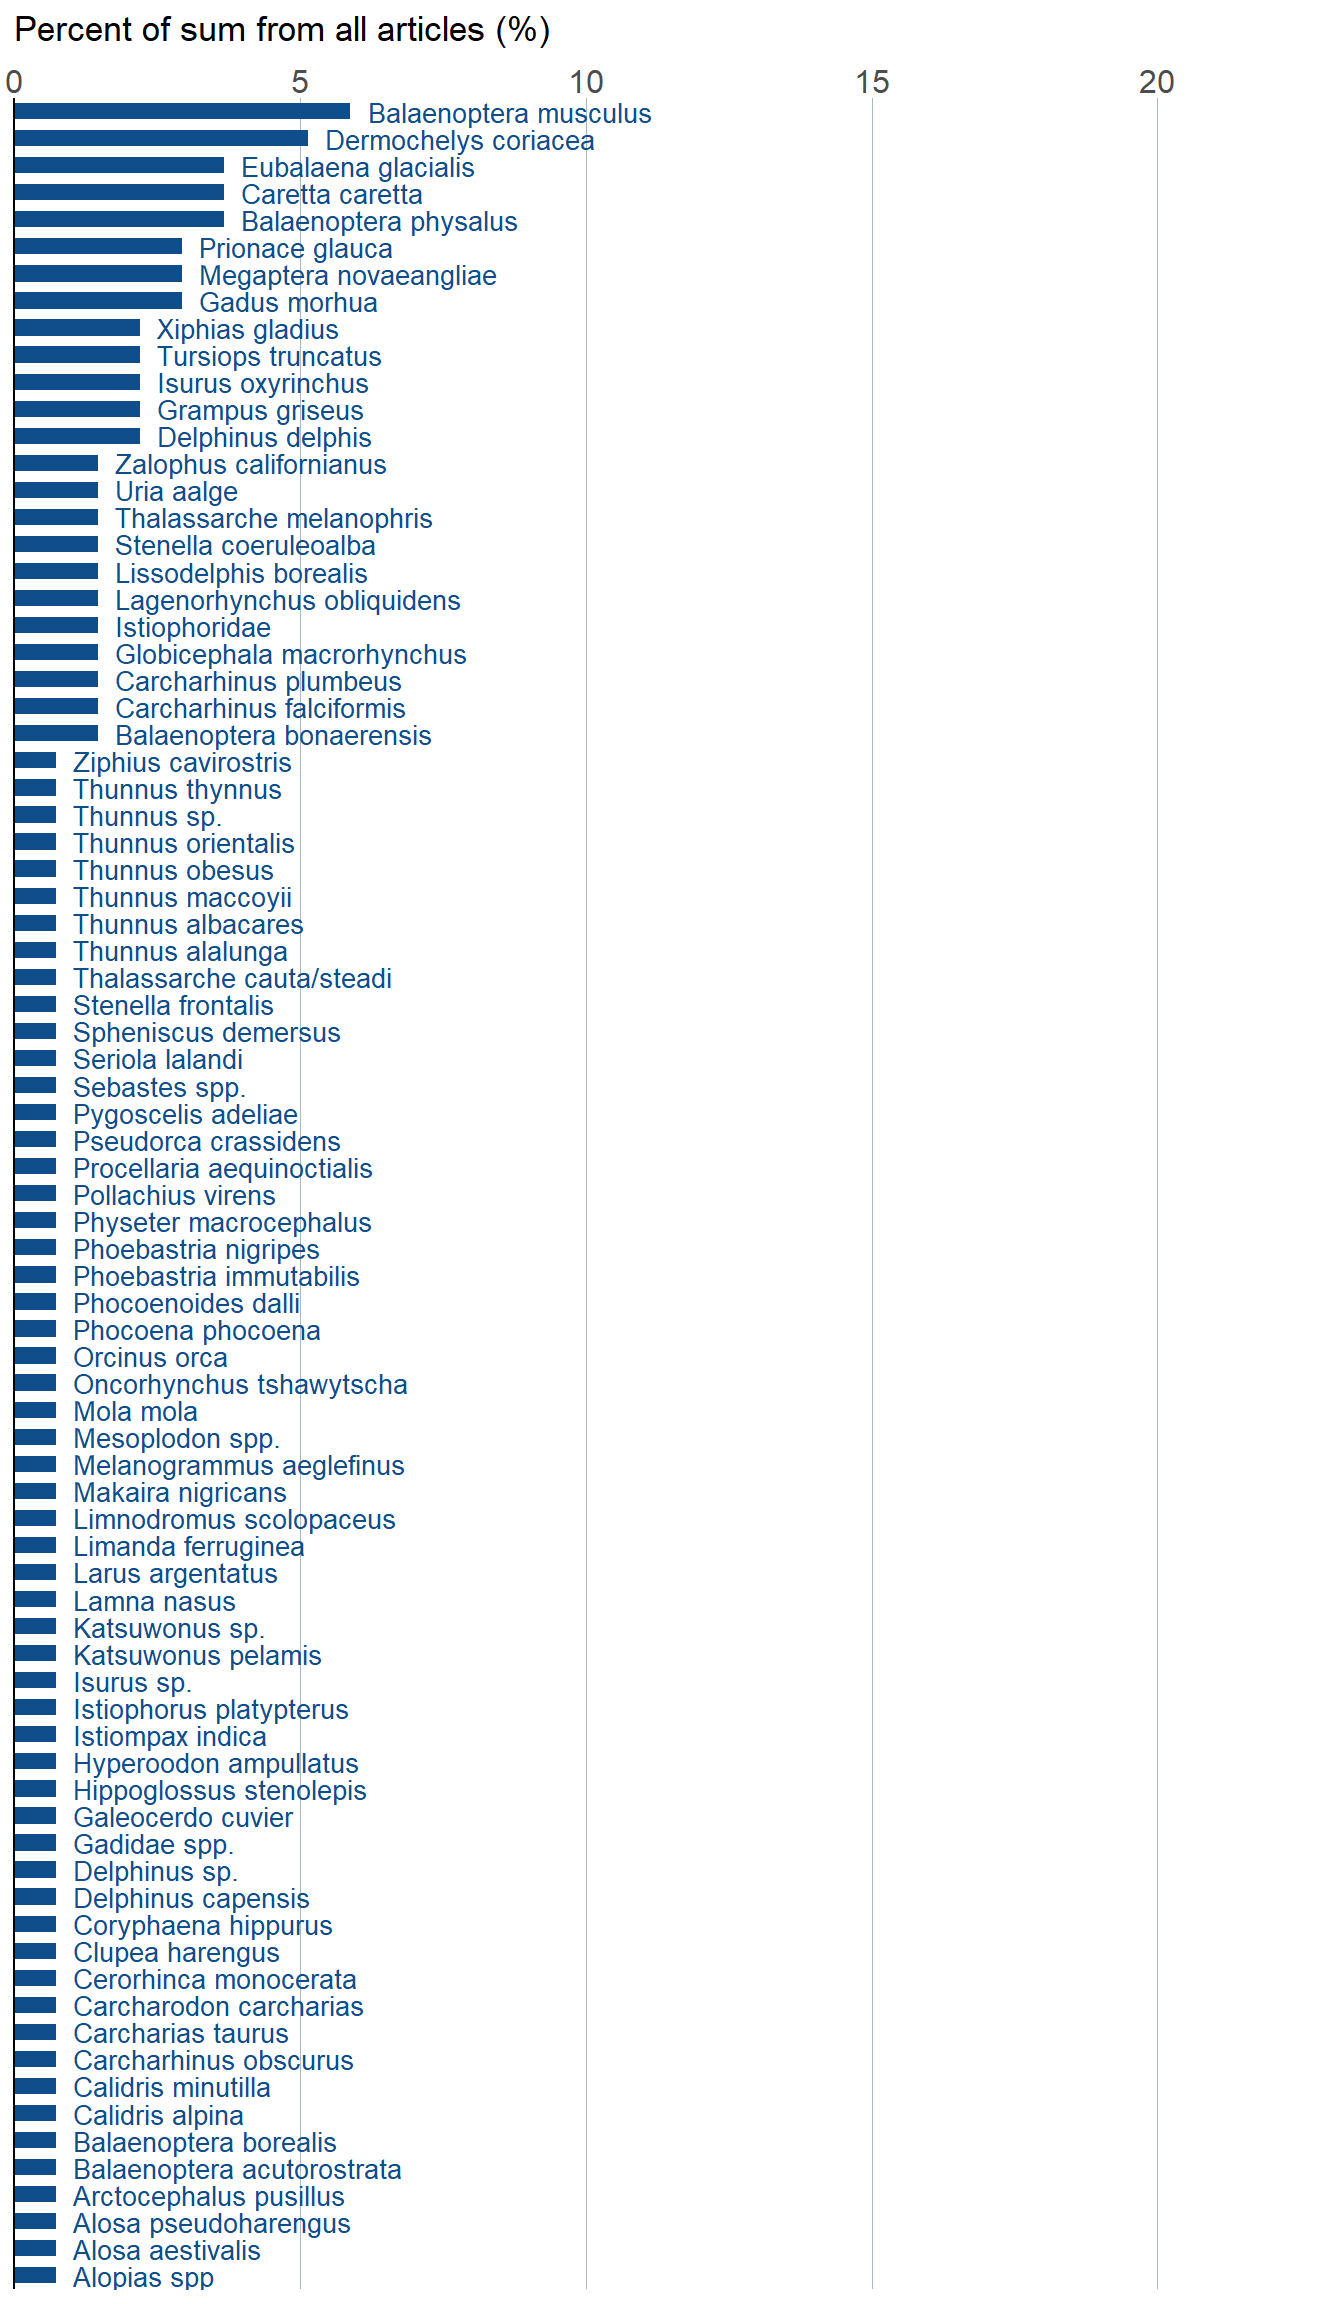 Percent of sum from all articles (%)
0 5 10 15 20
Balaenoptera musculus
Dermochelys coriacea
Eubalaena glacialis
Caretta caretta
Balaenoptera physalus
Prionace glauca
Megaptera novaeangliae
Gadus morhua
Xiphias gladius
Tursiops truncatus
Isurus oxyrinchus
Grampus griseus
Delphinus delphis
Zalophus californianus
Uria aalge
Thalassarche melanophris
Stenella coeruleoalba
Lissodelphis borealis
Lagenorhynchus obliquidens
Istiophoridae
Globicephala macrorhynchus
Carcharhinus plumbeus
Carcharhinus falciformis
Balaenoptera bonaerensis
Ziphius cavirostris
Thunnus thynnus
Thunnus sp.
Thunnus orientalis
Thunnus obesus
Thunnus maccoyii
Thunnus albacares
Thunnus alalunga
Thalassarche cauta/steadi
Stenella frontalis
Spheniscus demersus
Seriola lalandi
Sebastes spp.
Pygoscelis adeliae
Pseudorca crassidens
Procellaria aequinoctialis
Pollachius virens
Physeter macrocephalus
Phoebastria nigripes
Phoebastria immutabilis
Phocoenoides dalli
Phocoena phocoena
Orcinus orca
Oncorhynchus tshawytscha
Mola mola
Mesoplodon spp.
Melanogrammus aeglefinus
Makaira nigricans
Limnodromus scolopaceus
Limanda ferruginea
Larus argentatus
Lamna nasus
Katsuwonus sp.
Katsuwonus pelamis
Isurus sp.
Istiophorus platypterus
Istiompax indica
Hyperoodon ampullatus
Hippoglossus stenolepis
Galeocerdo cuvier
Gadidae spp.
Delphinus sp.
Delphinus capensis
Coryphaena hippurus
Clupea harengus
Cerorhinca monocerata
Carcharodon carcharias
Carcharias taurus
Carcharhinus obscurus
Calidris minutilla
Calidris alpina
Balaenoptera borealis
Balaenoptera acutorostrata
Arctocephalus pusillus
Alosa pseudoharengus
Alosa aestivalis
Alopias spp